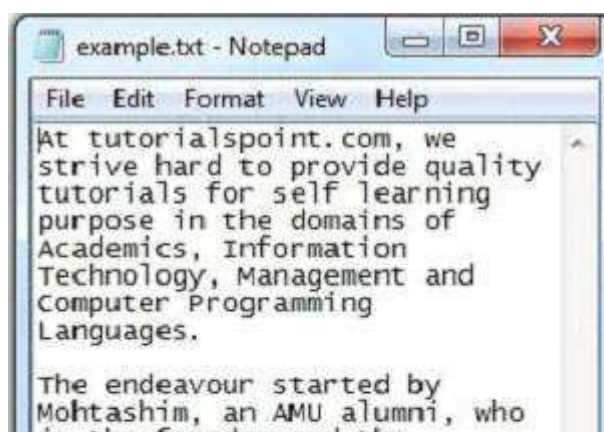 example.txt - Notepad
File Edit Format View Help
At tutorialspoint.com, we
strive hard to provide quality
tutorials for self learning
purpose in the domains of
Academics, Information
Technology, Management and
Computer Programming
Languages.
The endeavour started by
Mohtashim, an AMU alumni, who